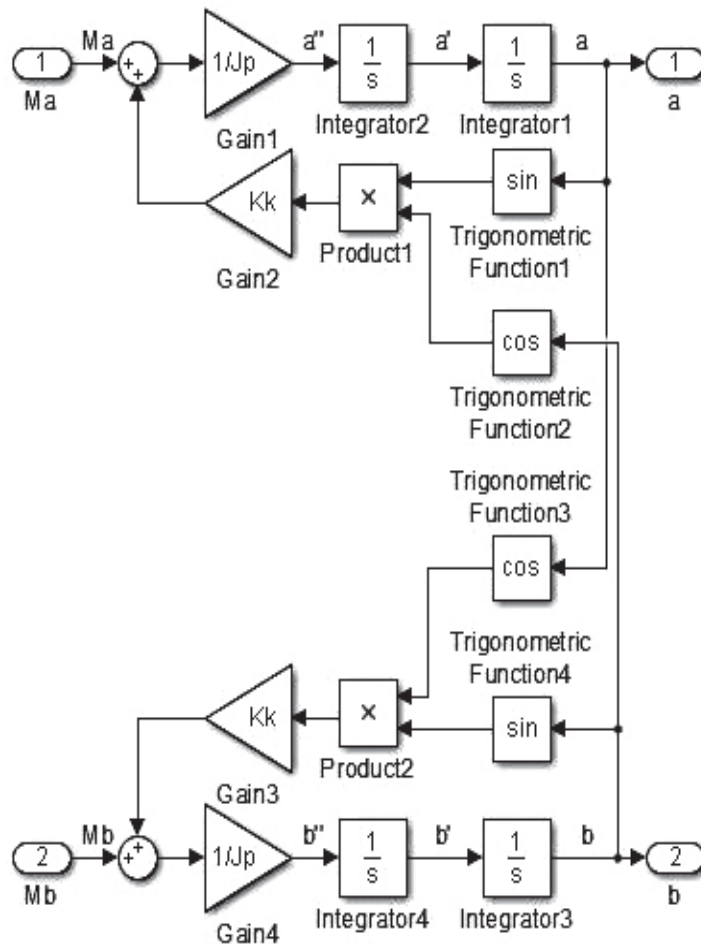 Ma
1
Ma
+
+
1/Jp
Gain1
a''
1
s
Integrator2
a'
1
s
Integrator1
a
1
a
Kk
Gain2
×
Product1
sin
Trigonometric
Function1
cos
Trigonometric
Function2
Trigonometric
Function3
cos
Trigonometric
Function4
Kk
Gain3
×
Product2
sin
Mb
2
Mb
+
+
1/Jp
Gain4
b''
1
s
Integrator4
b'
1
s
Integrator3
b
2
b